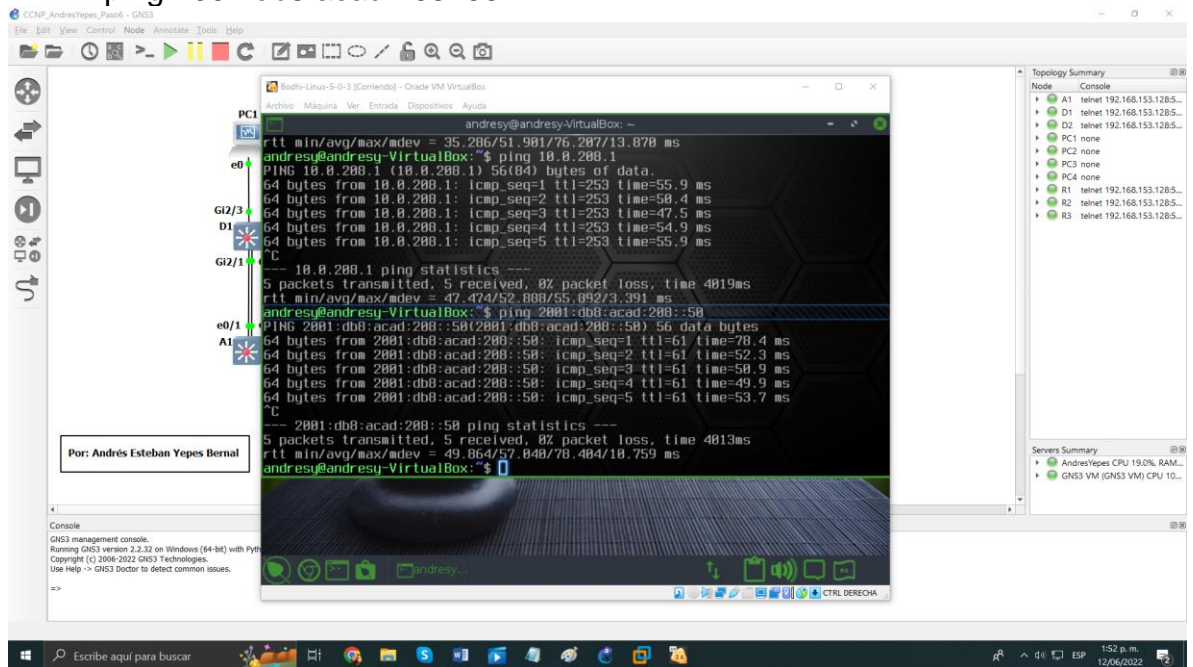 CCNP_AndresYepes_Paso6 - GNS3
File Edit View Control Node Annotate Tools Help
Topology Summary
Node Console
A1 telnet 192.168.153.128:5...
D1 telnet 192.168.153.128:5...
D2 telnet 192.168.153.128:5...
PC1 none
PC2 none
PC3 none
PC4 none
R1 telnet 192.168.153.128:5...
R2 telnet 192.168.153.128:5...
R3 telnet 192.168.153.128:5...
PC1
e0
Gi2/3
D1
Gi2/1
e0/1
A1
Por: Andrés Esteban Yepes Bernal
Bodhi-Linux-5-0-3 [Corriendo] - Oracle VM VirtualBox
Archivo Máquina Ver Entrada Dispositivos Ayuda
andresy@andresy-VirtualBox: ~
rtt min/avg/max/mdev = 35.286/51.901/76.207/13.870 ms
andresy@andresy-VirtualBox:~$ ping 10.0.208.1
PING 10.0.208.1 (10.0.208.1) 56(84) bytes of data.
64 bytes from 10.0.208.1: icmp_seq=1 ttl=253 time=55.9 ms
64 bytes from 10.0.208.1: icmp_seq=2 ttl=253 time=50.4 ms
64 bytes from 10.0.208.1: icmp_seq=3 ttl=253 time=47.5 ms
64 bytes from 10.0.208.1: icmp_seq=4 ttl=253 time=54.9 ms
64 bytes from 10.0.208.1: icmp_seq=5 ttl=253 time=55.9 ms
^C
--- 10.0.208.1 ping statistics ---
5 packets transmitted, 5 received, 0% packet loss, time 4019ms
rtt min/avg/max/mdev = 47.474/52.888/55.892/3.391 ms
andresy@andresy-VirtualBox:~$ ping 2001:db8:acad:208::50
PING 2001:db8:acad:208::50(2001:db8:acad:208::50) 56 data bytes
64 bytes from 2001:db8:acad:208::50: icmp_seq=1 ttl=61 time=78.4 ms
64 bytes from 2001:db8:acad:208::50: icmp_seq=2 ttl=61 time=52.3 ms
64 bytes from 2001:db8:acad:208::50: icmp_seq=3 ttl=61 time=50.9 ms
64 bytes from 2001:db8:acad:208::50: icmp_seq=4 ttl=61 time=49.9 ms
64 bytes from 2001:db8:acad:208::50: icmp_seq=5 ttl=61 time=53.7 ms
^C
--- 2001:db8:acad:208::50 ping statistics ---
5 packets transmitted, 5 received, 0% packet loss, time 4013ms
rtt min/avg/max/mdev = 49.864/57.040/78.404/10.759 ms
andresy@andresy-VirtualBox:~$
andresy...
es
CTRL DERECHA
Servers Summary
AndresYepes CPU 19.0%, RAM...
GNS3 VM (GNS3 VM) CPU 10...
Console
GNS3 management console.
Running GNS3 version 2.2.32 on Windows (64-bit) with Pyth
Copyright (c) 2006-2022 GNS3 Technologies.
Use Help -> GNS3 Doctor to detect common issues.
=>
Escribe aquí para buscar
ESP
1:52 p. m.
12/06/2022
2